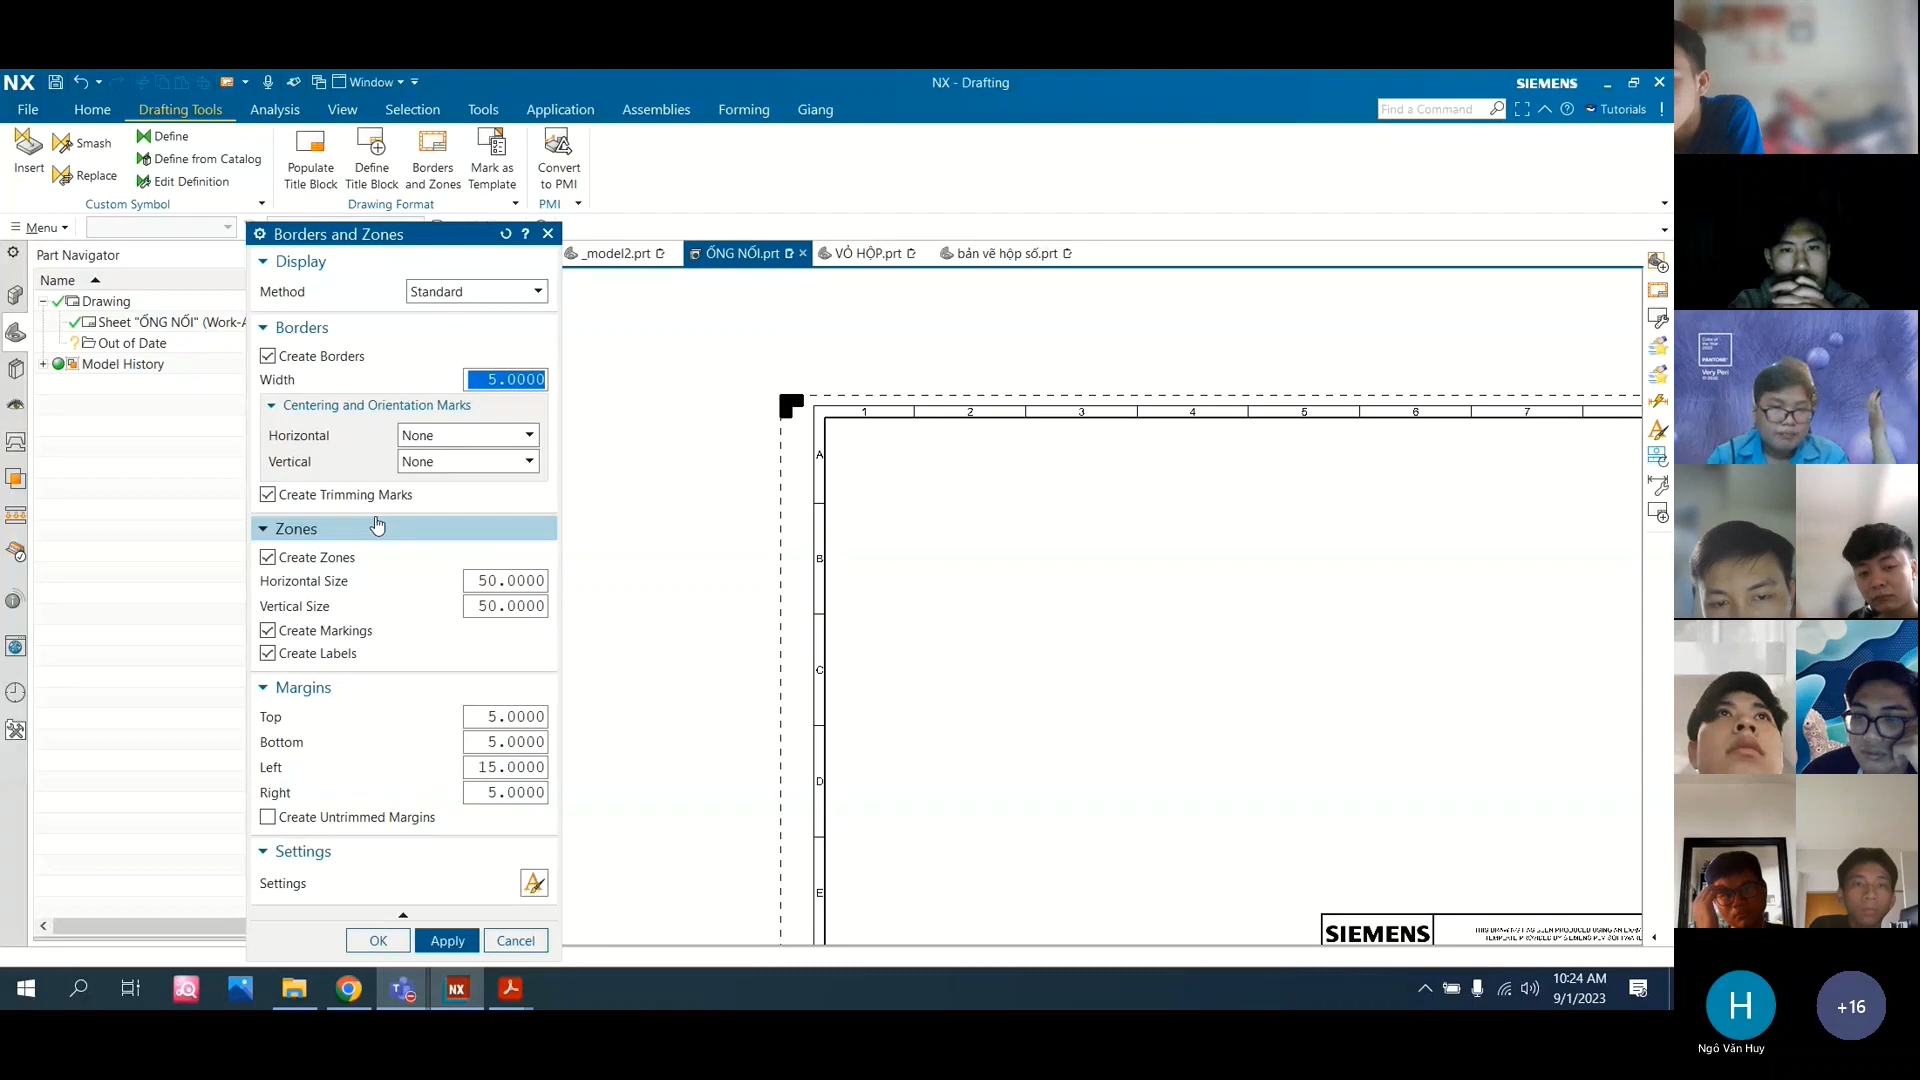 NX
Window
NX - Drafting
SIEMENS
File
Home
Drafting Tools
Analysis
View
Selection
Tools
Application
Assemblies
Forming
Giang
Find a Command
Tutorials
Insert
Smash
Replace
Define
Define from Catalog
Edit Definition
Custom Symbol
Populate Title Block
Define Title Block
Borders and Zones
Mark as Template
Drawing Format
Convert to PMI
PMI
Menu
Part Navigator
Name
Drawing
Sheet "ỐNG NỐI" (Work-A
Out of Date
Model History
Borders and Zones
Display
Method
Standard
Borders
Create Borders
Width
5.0000
Centering and Orientation Marks
Horizontal
None
Vertical
None
Create Trimming Marks
Zones
Create Zones
Horizontal Size
50.0000
Vertical Size
50.0000
Create Markings
Create Labels
Margins
Top
5.0000
Bottom
5.0000
Left
15.0000
Right
5.0000
Create Untrimmed Margins
Settings
Settings
OK
Apply
Cancel
_model2.prt
ỐNG NỐI.prt
VỎ HỘP.prt
bản vẽ hộp số.prt
1
2
3
4
5
6
7
A
B
C
D
E
SIEMENS
10:24 AM
9/1/2023
PANTONE
Very Peri
H
Ngô Văn Huy
+16